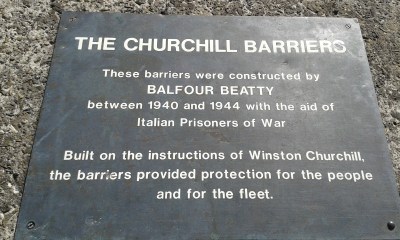 THE CHURCHILL BARRIERS
These barriers were constructed by
BALFOUR BEATTY
between 1940 and 1944 with the aid of
Italian Prisoners of War
Built on the instructions of Winston Churchill,
the barriers provided protection for the people
and for the fleet.